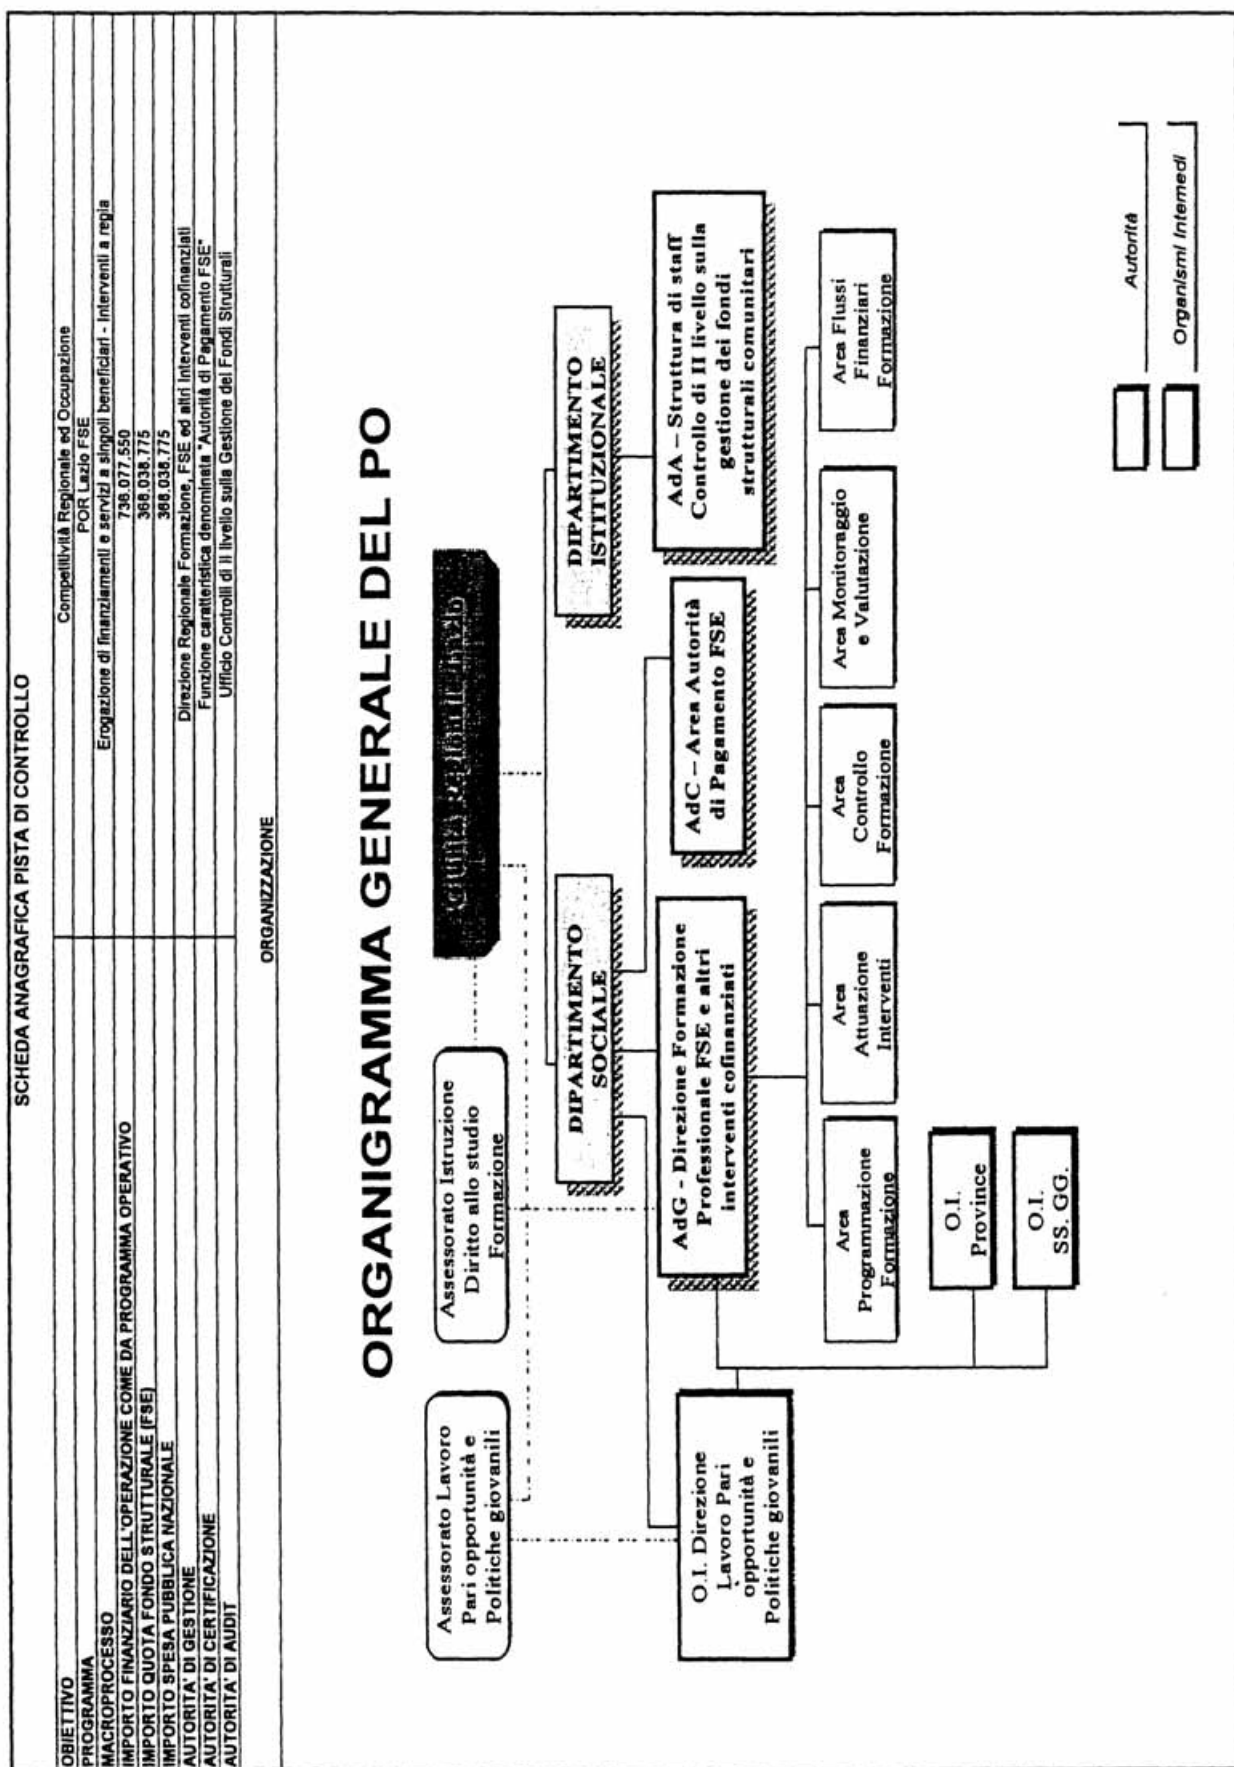 SCHEDA ANAGRAFICA PISTA DI CONTROLLO
OBIETTIVO Competitività Regionale ed Occupazione
PROGRAMMA POR Lazio FSE
MACROPROCESSO Erogazione di finanziamenti e servizi a singoli beneficiari - Interventi a regia
IMPORTO FINANZIARIO DELL'OPERAZIONE COME DA PROGRAMMA OPERATIVO 736.077.550
IMPORTO QUOTA FONDO STRUTTURALE (FSE) 368.038.775
IMPORTO SPESA PUBBLICA NAZIONALE 368.038.775
AUTORITA' DI GESTIONE Direzione Regionale Formazione, FSE ed altri Interventi cofinanziati
AUTORITA' DI CERTIFICAZIONE Funzione caratteristica denominata "Autorità di Pagamento FSE"
AUTORITA' DI AUDIT Ufficio Controlli di II livello sulla Gestione dei Fondi Strutturali
ORGANIZZAZIONE
ORGANIGRAMMA GENERALE DEL PO
Assessorato Lavoro
Pari opportunità e
Politiche giovanili
Assessorato Istruzione
Diritto allo studio
Formazione
DIPARTIMENTO
SOCIALE
DIPARTIMENTO
ISTITUZIONALE
O.I. Direzione
Lavoro Pari
opportunità e
Politiche giovanili
AdG - Direzione Formazione
Professionale FSE e altri
interventi cofinanziati
AdC – Area Autorità
di Pagamento FSE
AdA – Struttura di staff
Controllo di II livello sulla
gestione dei fondi
strutturali comunitari
Area
Programmazione
Formazione
Area
Attuazione
Interventi
Area
Controllo
Formazione
Area Monitoraggio
e Valutazione
Area Flussi
Finanziari
Formazione
O.I.
Province
O.I.
SS. GG.
Autorità
Organismi Intermedi